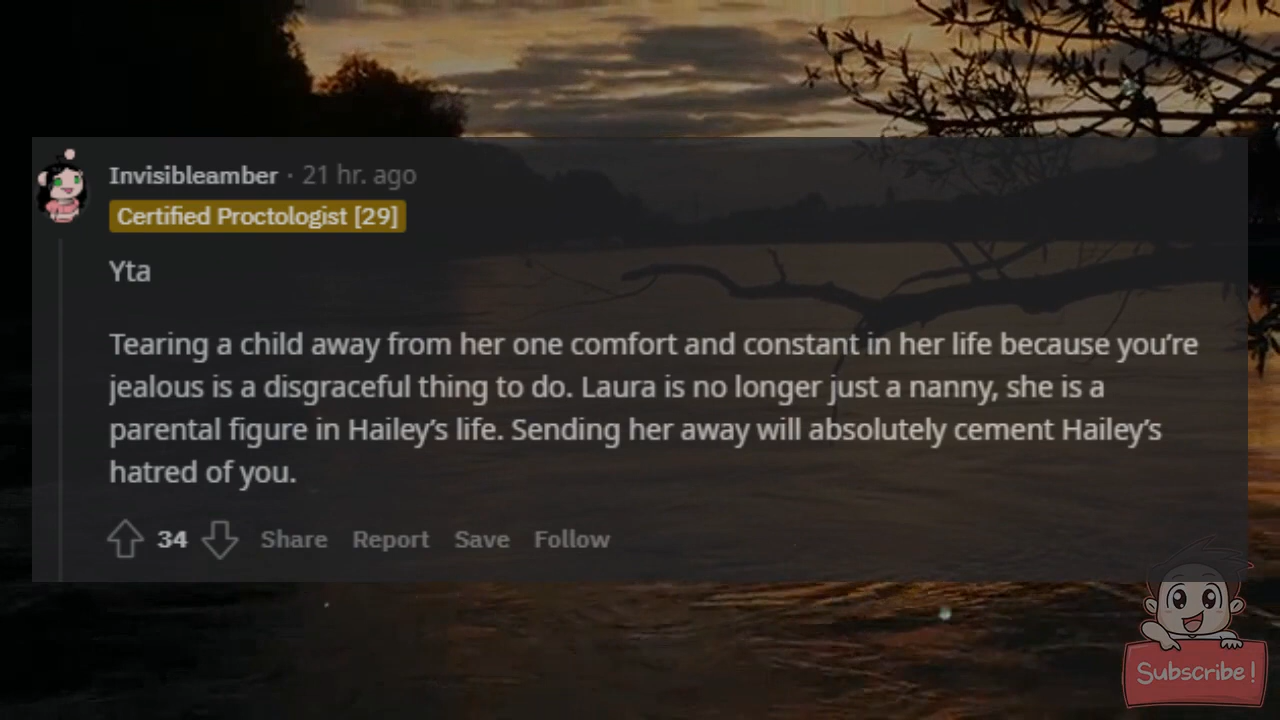 Invisibleamber · 21 hr. ago
Certified Proctologist [29]
Yta
Tearing a child away from her one comfort and constant in her life because you’re
jealous is a disgraceful thing to do. Laura is no longer just a nanny, she is a
parental figure in Hailey’s life. Sending her away will absolutely cement Hailey’s
hatred of you.
34 Share Report Save Follow
Subscribe!